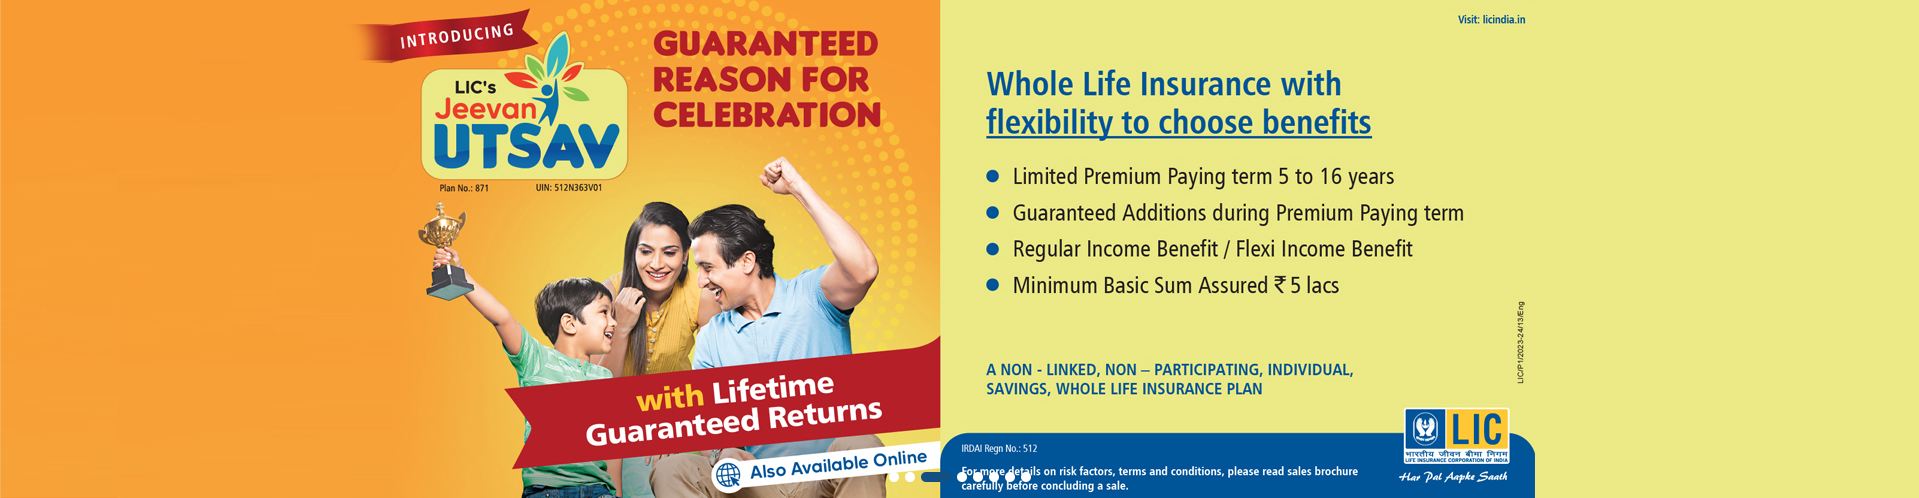 INTRODUCING
LIC's
Jeevan
UTSAV
Plan No.: 871
UIN: 512N363V01
GUARANTEED
REASON FOR
CELEBRATION
with Lifetime
Guaranteed Returns
Also Available Online
Visit: licindia.in
Whole Life Insurance with
flexibility to choose benefits
Limited Premium Paying term 5 to 16 years
Guaranteed Additions during Premium Paying term
Regular Income Benefit / Flexi Income Benefit
Minimum Basic Sum Assured ₹ 5 lacs
A NON - LINKED, NON – PARTICIPATING, INDIVIDUAL,
SAVINGS, WHOLE LIFE INSURANCE PLAN
LIC/P1/2023-24/13/Eng
IRDAI Regn No.: 512
For more details on risk factors, terms and conditions, please read sales brochure
carefully before concluding a sale.
LIC
भारतीय जीवन बीमा निगम
LIFE INSURANCE CORPORATION OF INDIA
Har Pal Aapke Saath